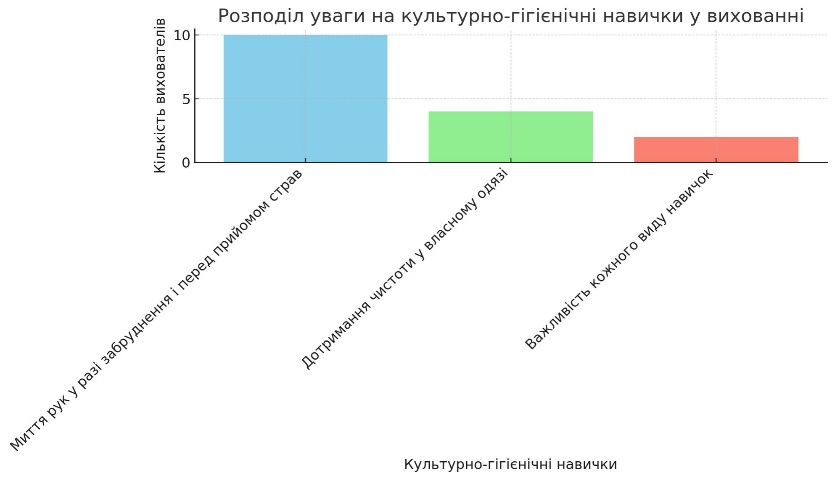 Розподіл уваги на культурно-гігієнічні навички у вихованні
Кількість вихователів
10
5
0
Миття рук у разі забруднення і перед прийомом страв
Дотримання чистоти у власному одязі
Важливість кожного виду навичок
Культурно-гігієнічні навички